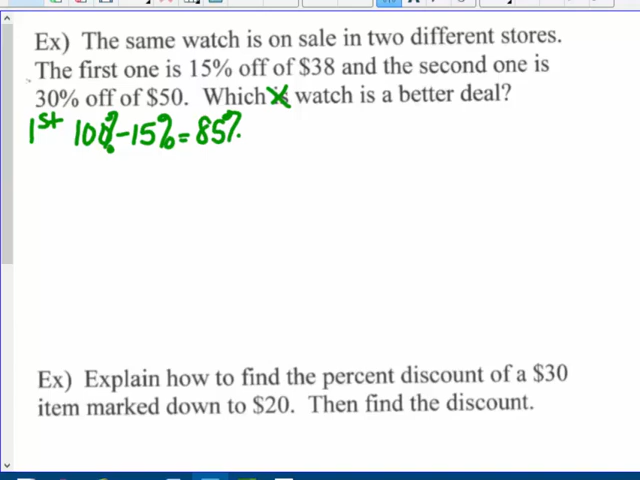 Ex) The same watch is on sale in two different stores.
The first one is 15% off of $38 and the second one is
30% off of $50. Which is watch is a better deal?
1st 100% - 15% = 85%
Ex) Explain how to find the percent discount of a $30
item marked down to $20. Then find the discount.